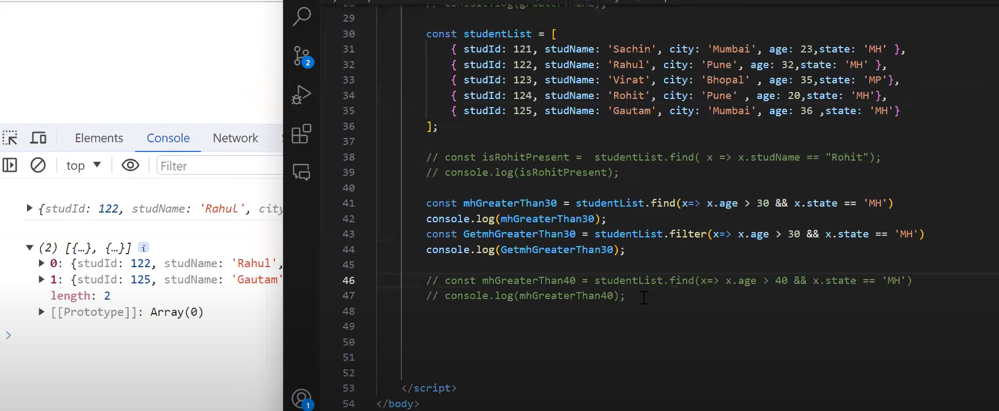 Elements Console Network
top Filter
{studId: 122, studName: 'Rahul', city
(2) [{…}, {…}] i
0: {studId: 122, studName: 'Rahul',
1: {studId: 125, studName: 'Gautam'
length: 2
[[Prototype]]: Array(0)
>
2
1
28 // console.log(greaterThan2);
29
30 const studentList = [
31 { studId: 121, studName: 'Sachin', city: 'Mumbai', age: 23,state: 'MH' },
32 { studId: 122, studName: 'Rahul', city: 'Pune', age: 32,state: 'MH' },
33 { studId: 123, studName: 'Virat', city: 'Bhopal' , age: 35,state: 'MP'},
34 { studId: 124, studName: 'Rohit', city: 'Pune' , age: 20,state: 'MH'},
35 { studId: 125, studName: 'Gautam', city: 'Mumbai', age: 36 ,state: 'MH'}
36 ];
37
38 // const isRohitPresent =  studentList.find( x => x.studName == "Rohit");
39 // console.log(isRohitPresent);
40
41 const mhGreaterThan30 = studentList.find(x=> x.age > 30 && x.state == 'MH')
42 console.log(mhGreaterThan30);
43 const GetmhGreaterThan30 = studentList.filter(x=> x.age > 30 && x.state == 'MH')
44 console.log(GetmhGreaterThan30);
45
46 // const mhGreaterThan40 = studentList.find(x=> x.age > 40 && x.state == 'MH')
47 // console.log(mhGreaterThan40);
48
49
50
51
52
53 </script>
54 </body>